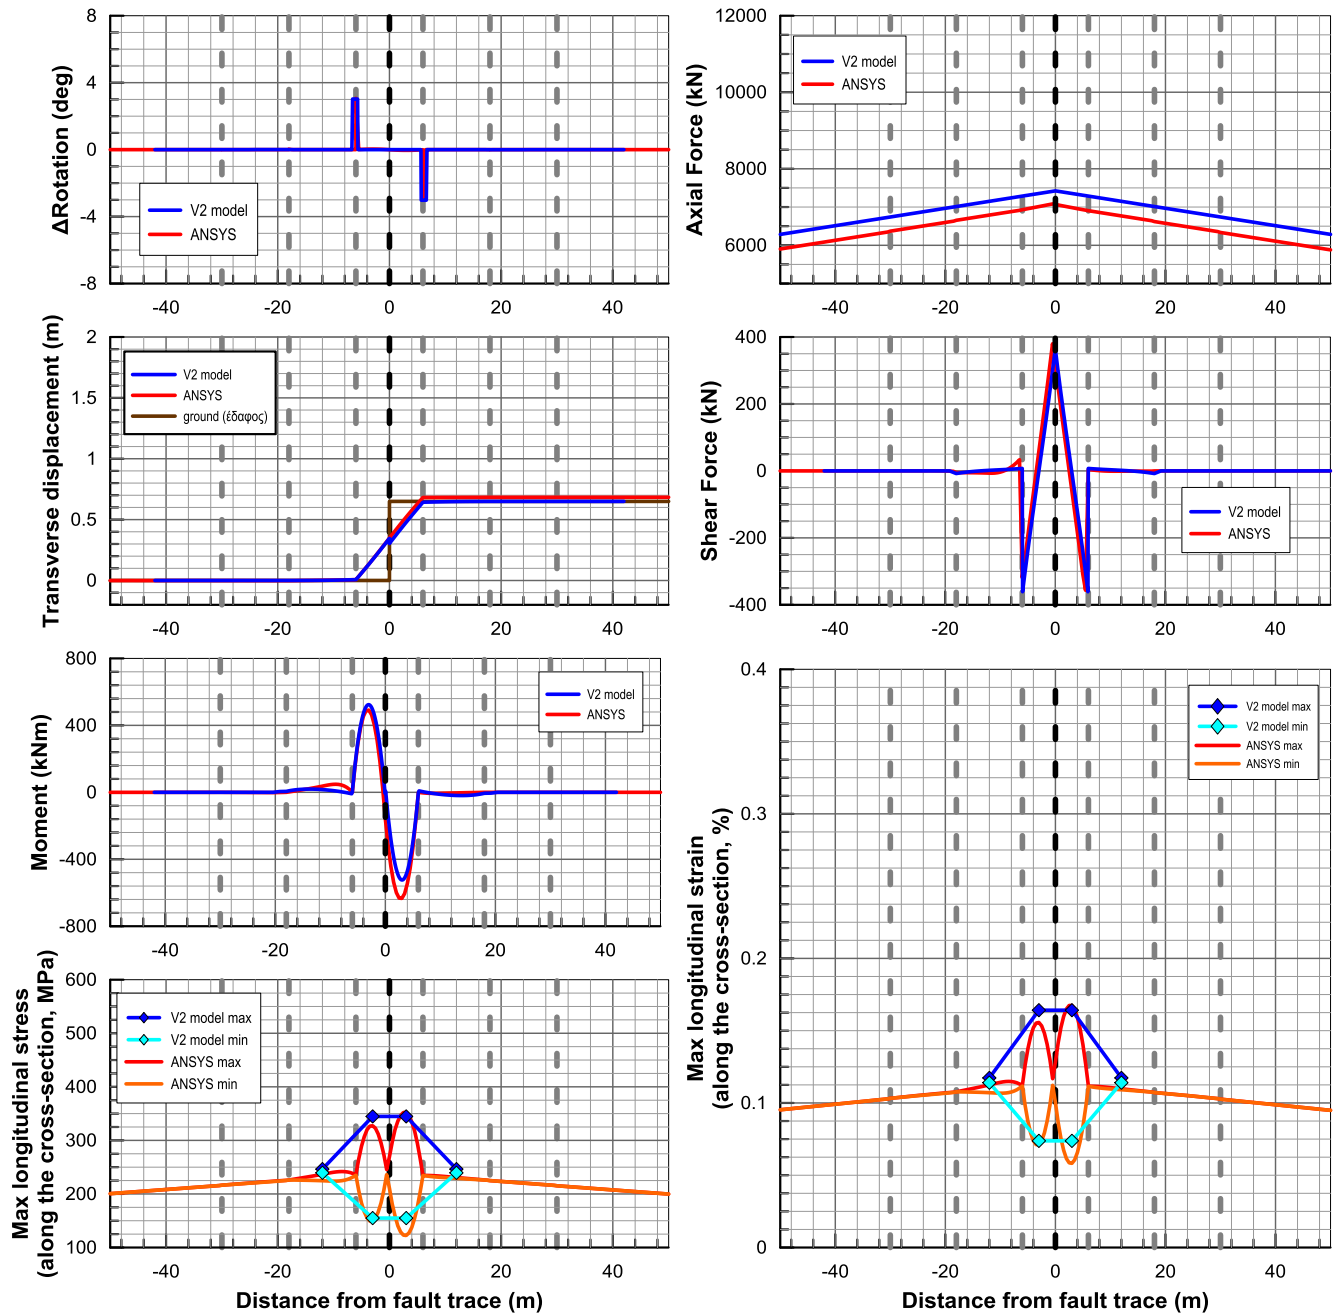 ΔRotation (deg)
8
4
0
-4
-8
V2 model
ANSYS
-40
-20
0
20
40
Axial Force (kN)
12000
10000
8000
6000
V2 model
ANSYS
-40
-20
0
20
40
Transverse displacement (m)
2
1.5
1
0.5
0
V2 model
ANSYS
ground (έδαφος)
-40
-20
0
20
40
Shear Force (kN)
400
200
0
-200
-400
V2 model
ANSYS
-40
-20
0
20
40
Moment (kNm)
800
400
0
-400
-800
V2 model
ANSYS
-40
-20
0
20
40
Max longitudinal stress
(along the cross-section, MPa)
600
500
400
300
200
100
V2 model max
V2 model min
ANSYS max
ANSYS min
-40
-20
0
20
40
Distance from fault trace (m)
Max longitudinal strain
(along the cross-section, %)
0.4
0.3
0.2
0.1
0
V2 model max
V2 model min
ANSYS max
ANSYS min
-40
-20
0
20
40
Distance from fault trace (m)